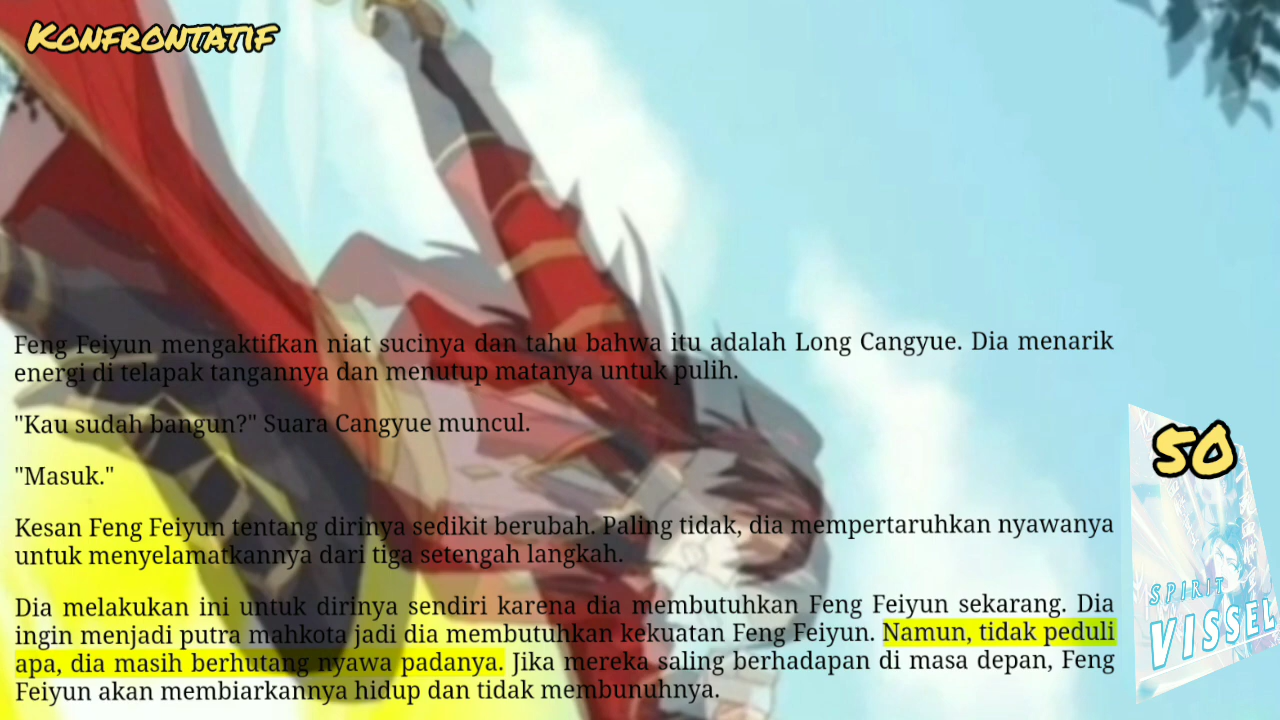 Konfrontatif
Feng Feiyun mengaktifkan niat sucinya dan tahu bahwa itu adalah Long Cangyue. Dia menarik
energi di telapak tangannya dan menutup matanya untuk pulih.
"Kau sudah bangun?" Suara Cangyue muncul.
"Masuk."
Kesan Feng Feiyun tentang dirinya sedikit berubah. Paling tidak, dia mempertaruhkan nyawanya
untuk menyelamatkannya dari tiga setengah langkah.
Dia melakukan ini untuk dirinya sendiri karena dia membutuhkan Feng Feiyun sekarang. Dia
ingin menjadi putra mahkota jadi dia membutuhkan kekuatan Feng Feiyun. Namun, tidak peduli
apa, dia masih berhutang nyawa padanya. Jika mereka saling berhadapan di masa depan, Feng
Feiyun akan membiarkannya hidup dan tidak membunuhnya.
50
SPIRIT
VISSEL